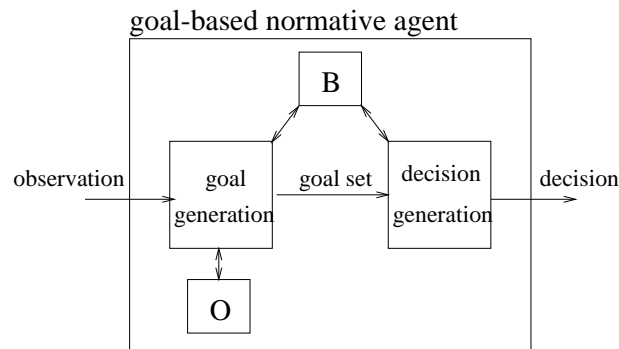 goal-based normative agent
B
observation
goal
generation
goal set
decision
generation
decision
O